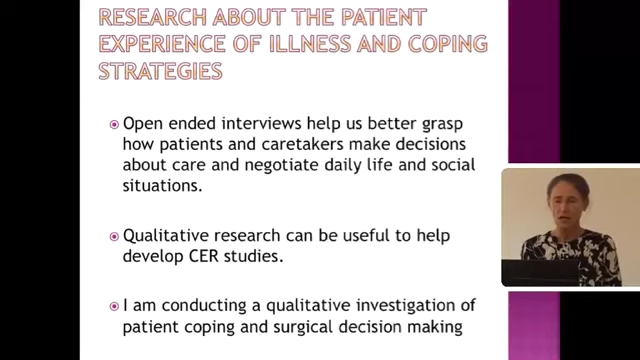 RESEARCH ABOUT THE PATIENT
EXPERIENCE OF ILLNESS AND COPING
STRATEGIES
Open ended interviews help us better grasp
how patients and caretakers make decisions
about care and negotiate daily life and social
situations.
Qualitative research can be useful to help
develop CER studies.
I am conducting a qualitative investigation of
patient coping and surgical decision making